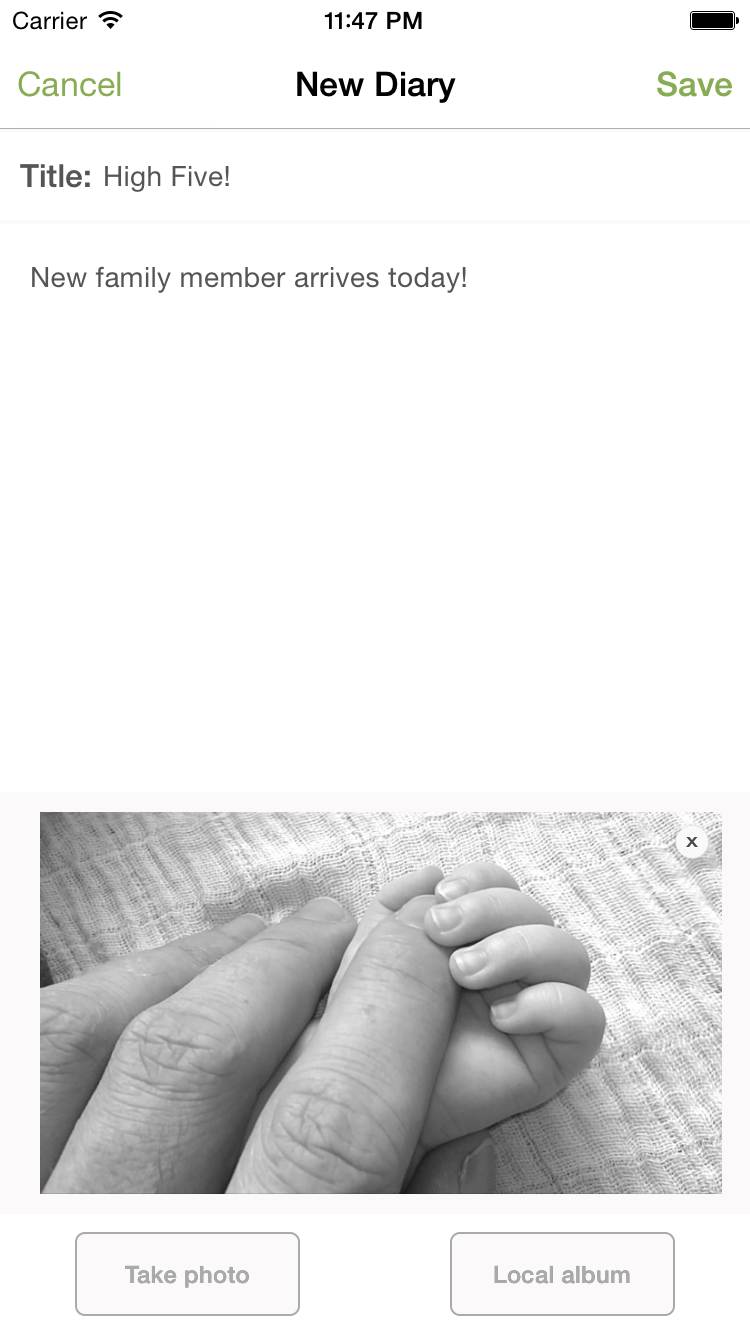 Carrier 11:47 PM
Cancel New Diary Save
Title: High Five!
New family member arrives today!
x
Take photo Local album